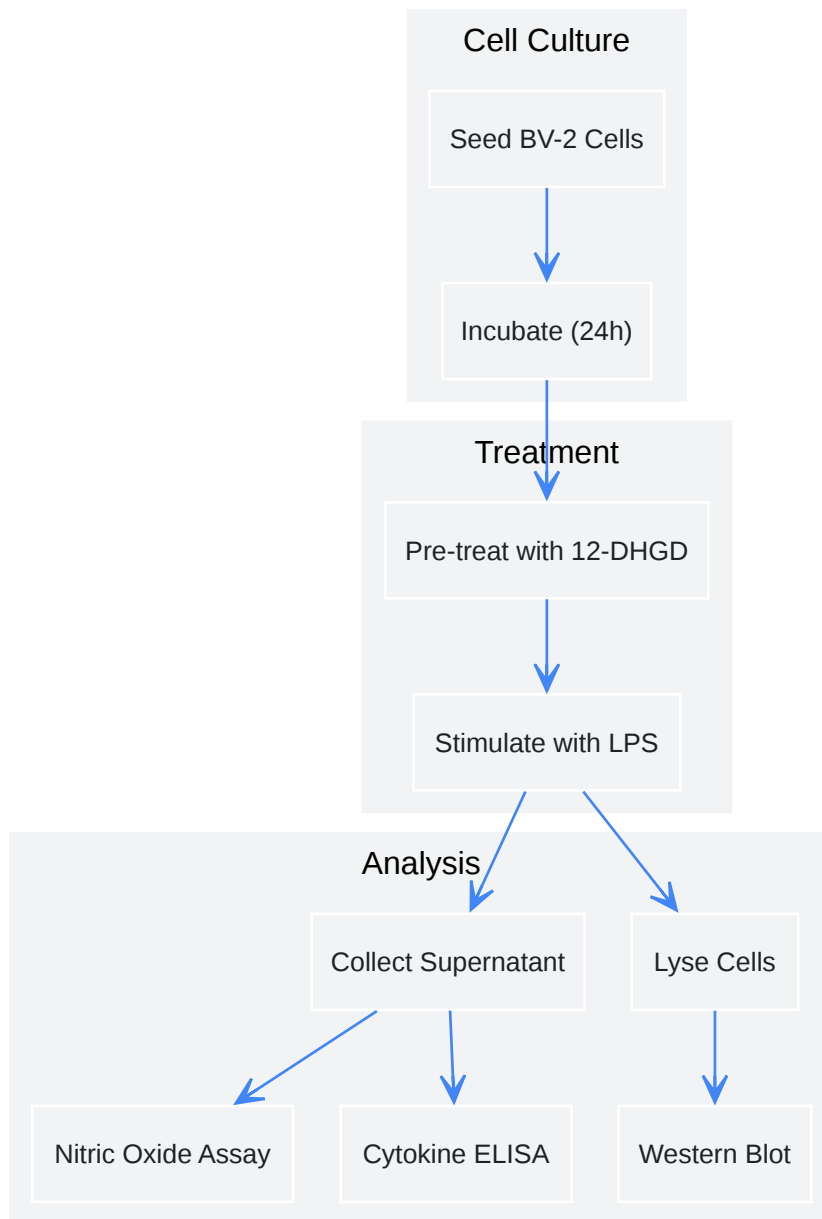 Cell Culture
Seed BV-2 Cells
Incubate (24h)
Treatment
Pre-treat with 12-DHGD
Stimulate with LPS
Analysis
Collect Supernatant
Lyse Cells
Nitric Oxide Assay
Cytokine ELISA
Western Blot